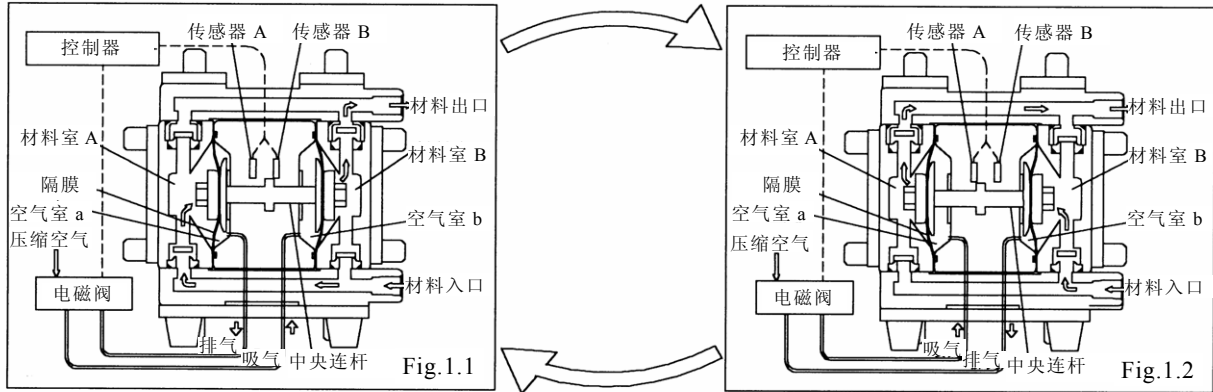 控制器
传感器 A
传感器 B
材料出口
材料室 A
材料室 B
隔膜
空气室 a
空气室 b
压缩空气
电磁阀
材料入口
排气
吸气
中央连杆
Fig.1.1
控制器
传感器 A
传感器 B
材料出口
材料室 A
材料室 B
隔膜
空气室 a
空气室 b
压缩空气
电磁阀
材料入口
吸气
排气
中央连杆
Fig.1.2